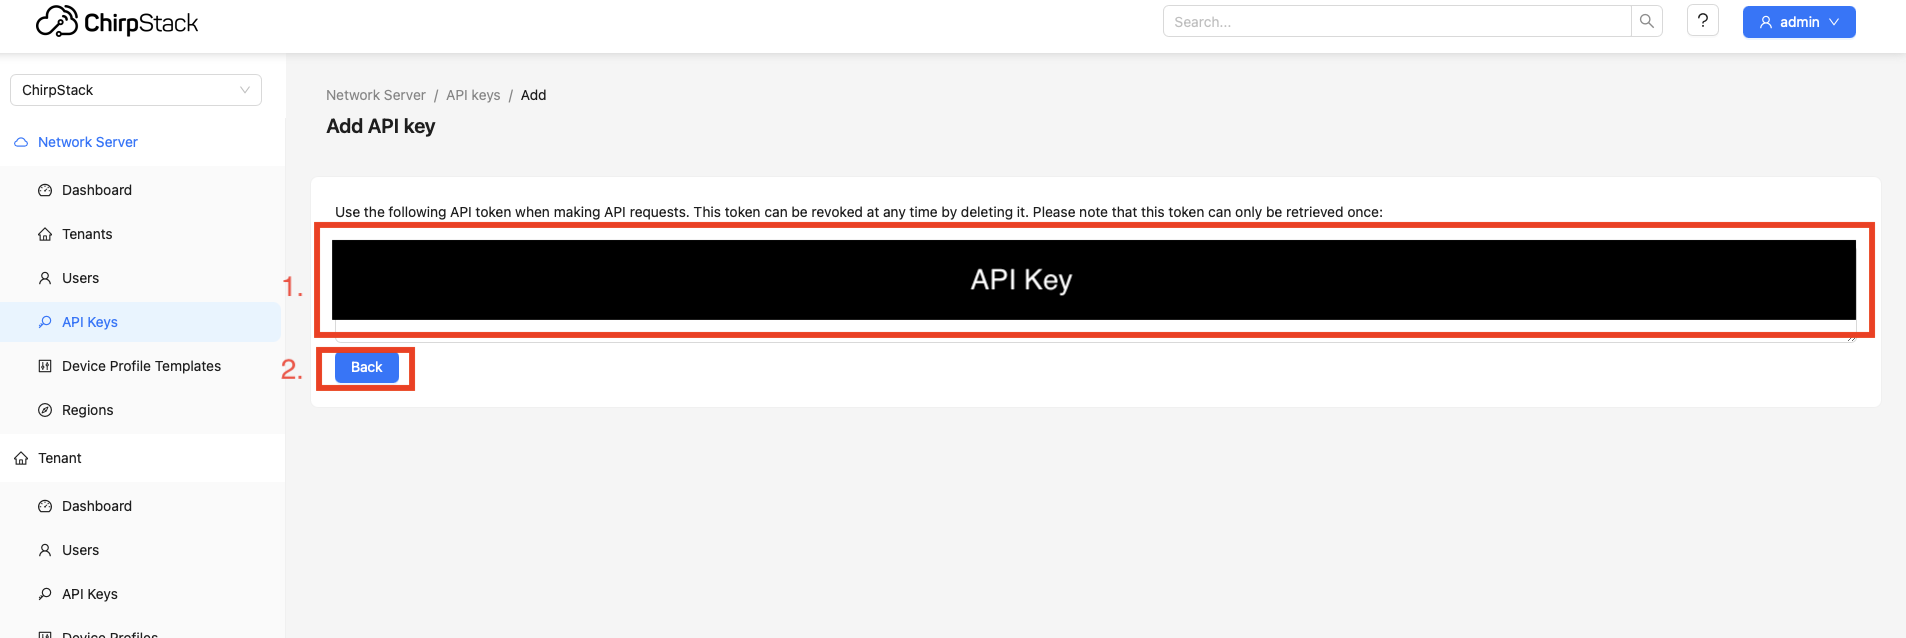 ChirpStack
Search...
?
admin
ChirpStack
Network Server
Dashboard
Tenants
Users
API Keys
Device Profile Templates
Regions
Tenant
Dashboard
Users
API Keys
Device Profiles
Network Server / API keys / Add
Add API key
Use the following API token when making API requests. This token can be revoked at any time by deleting it. Please note that this token can only be retrieved once:
1.
API Key
2.
Back